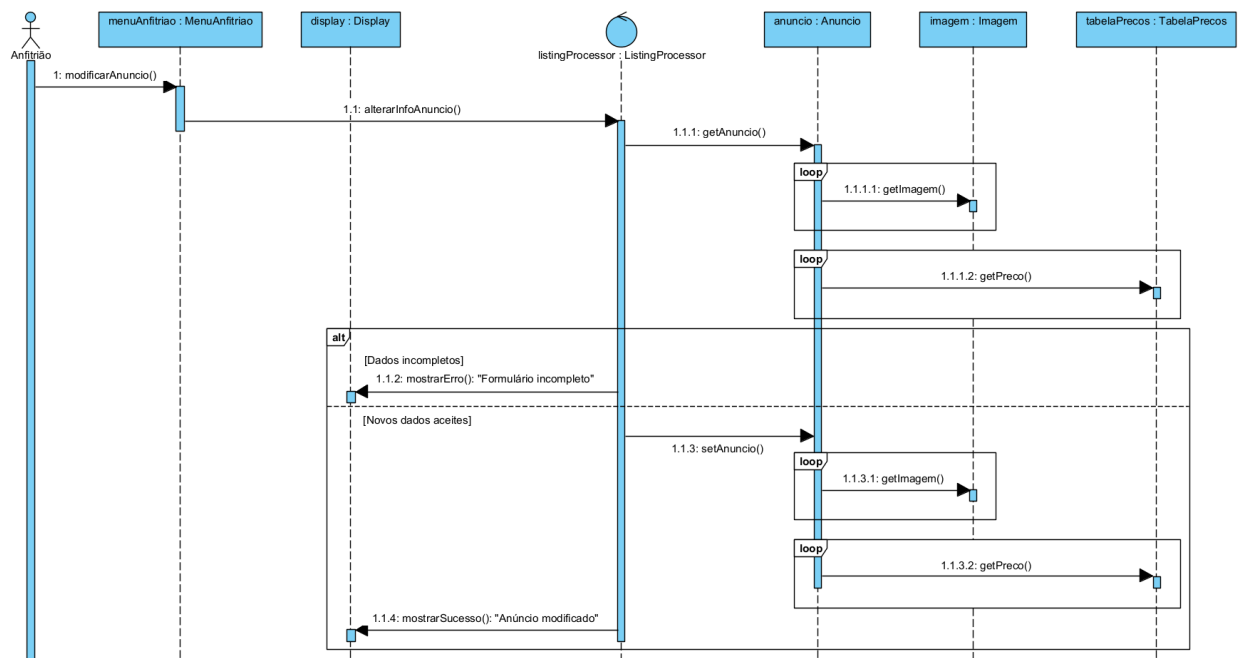 menuAnfitriao : MenuAnfitriao
display : Display
anuncio : Anuncio
imagem : Imagem
tabelaPrecos : TabelaPrecos
Anfitrião
listingProcessor : ListingProcessor
1: modificarAnuncio()
1.1: alterarInfoAnuncio()
1.1.1: getAnuncio()
loop
1.1.1.1: getImagem()
loop
1.1.1.2: getPreco()
alt
[Dados incompletos]
1.1.2: mostrarErro(): "Formulário incompleto"
[Novos dados aceites]
1.1.3: setAnuncio()
loop
1.1.3.1: getImagem()
loop
1.1.3.2: getPreco()
1.1.4: mostrarSucesso(): "Anúncio modificado"